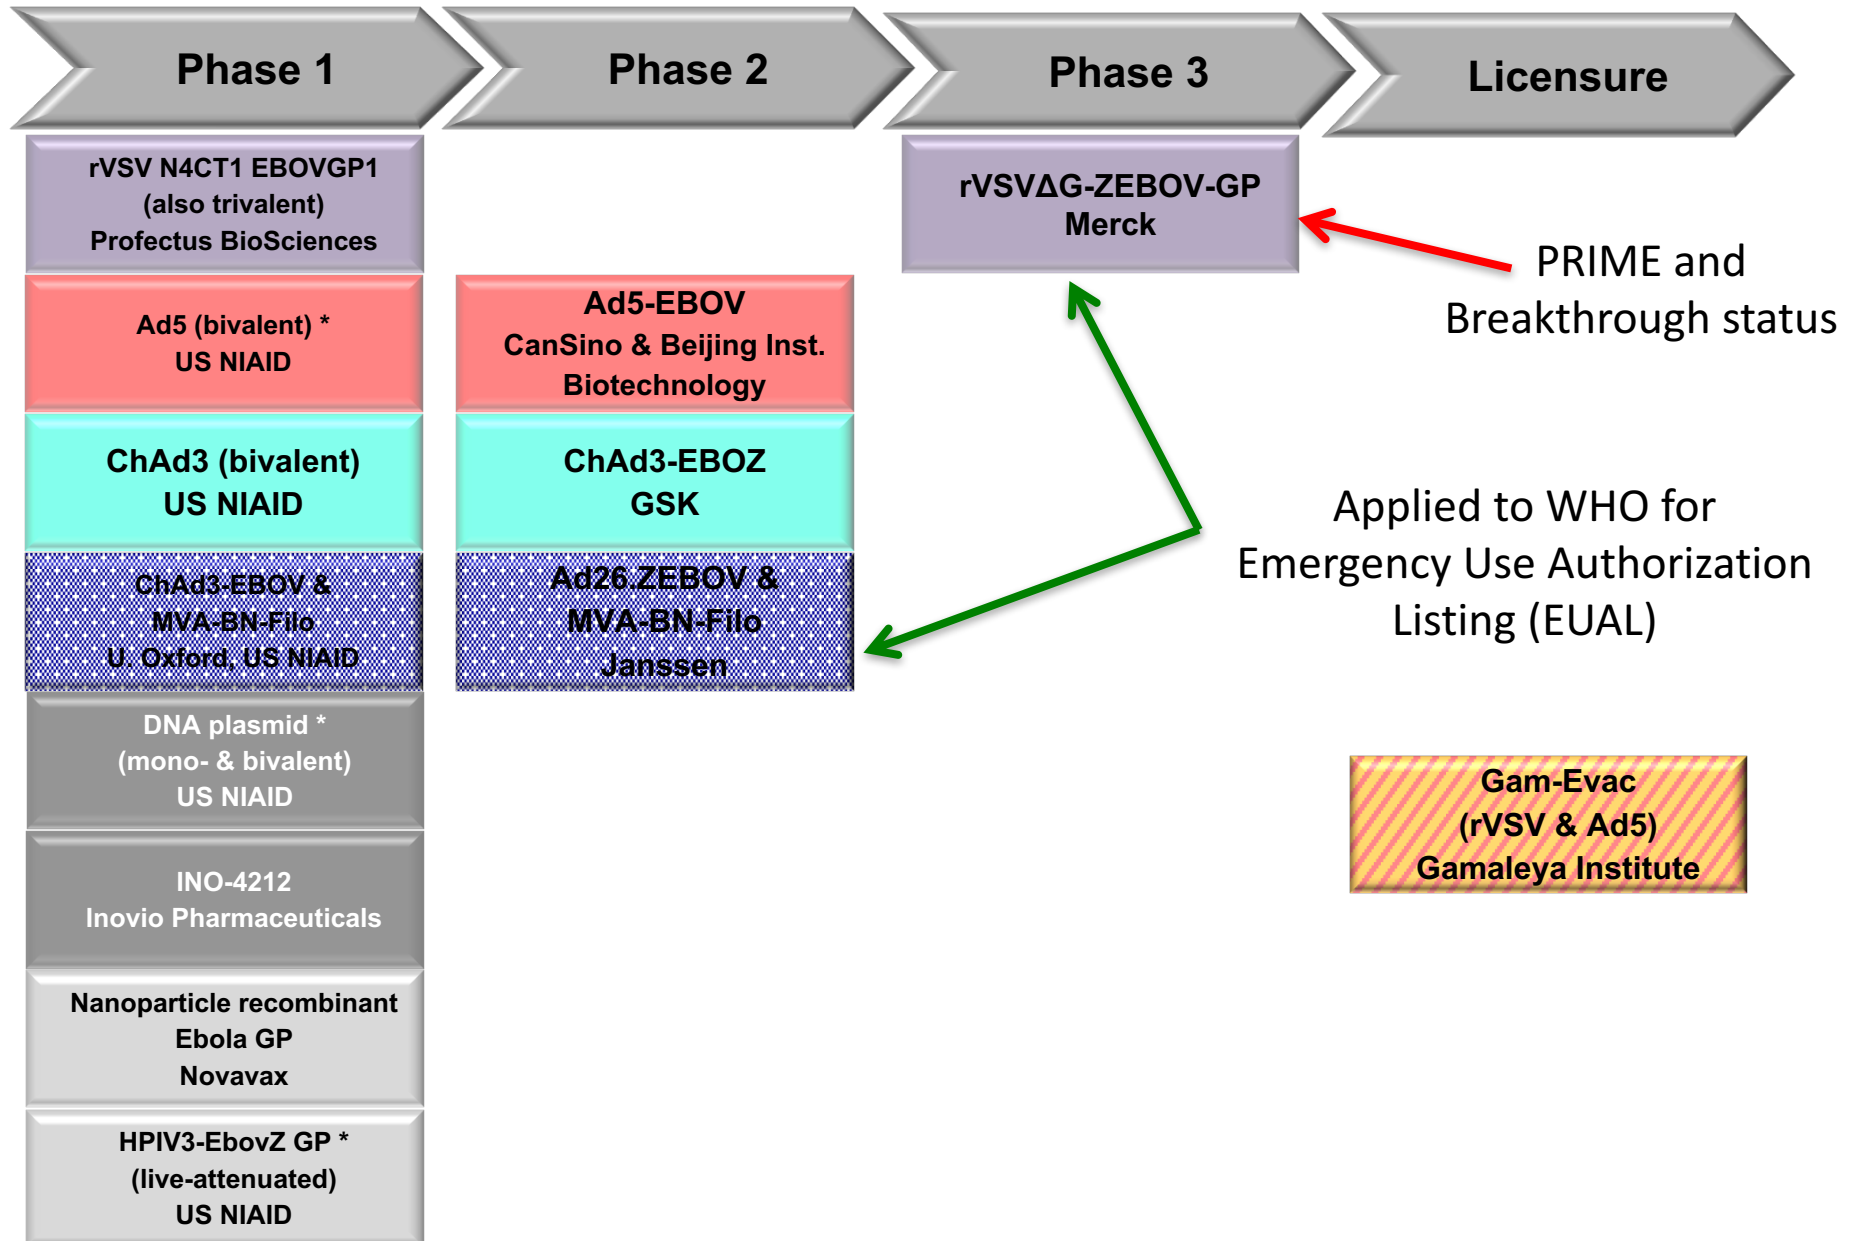 Phase 1
Phase 2
Phase 3
Licensure
rVSV N4CT1 EBOVGP1
(also trivalent)
Profectus BioSciences
Ad5 (bivalent) *
US NIAID
ChAd3 (bivalent)
US NIAID
ChAd3-EBOV &
MVA-BN-Filo
U. Oxford, US NIAID
DNA plasmid *
(mono- & bivalent)
US NIAID
INO-4212
Inovio Pharmaceuticals
Nanoparticle recombinant
Ebola GP
Novavax
HPIV3-EbovZ GP *
(live-attenuated)
US NIAID
Ad5-EBOV
CanSino & Beijing Inst.
Biotechnology
ChAd3-EBOZ
GSK
Ad26.ZEBOV &
MVA-BN-Filo
Janssen
rVSVΔG-ZEBOV-GP
Merck
PRIME and
Breakthrough status
Applied to WHO for
Emergency Use Authorization
Listing (EUAL)
Gam-Evac
(rVSV & Ad5)
Gamaleya Institute